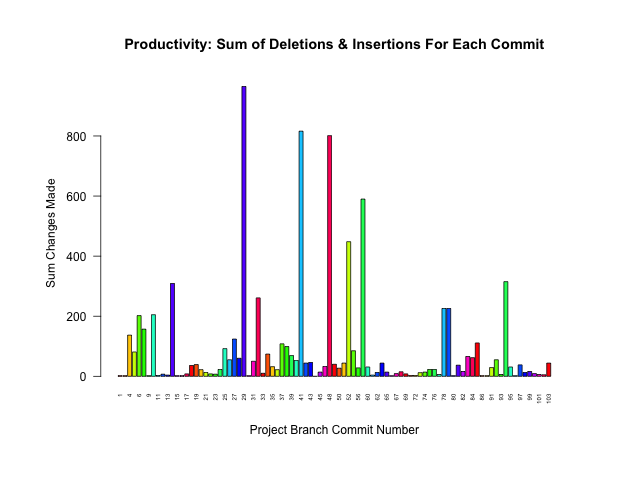 Productivity: Sum of Deletions & Insertions For Each Commit
Sum Changes Made
800
600
400
200
0
1 4 6 9 11 13 15 17 19 21 23 25 27 29 31 33 35 37 39 41 43 45 48 50 52 56 60 62 65 67 69 72 74 76 78 80 82 84 86 91 93 95 97 99 101 103
Project Branch Commit Number